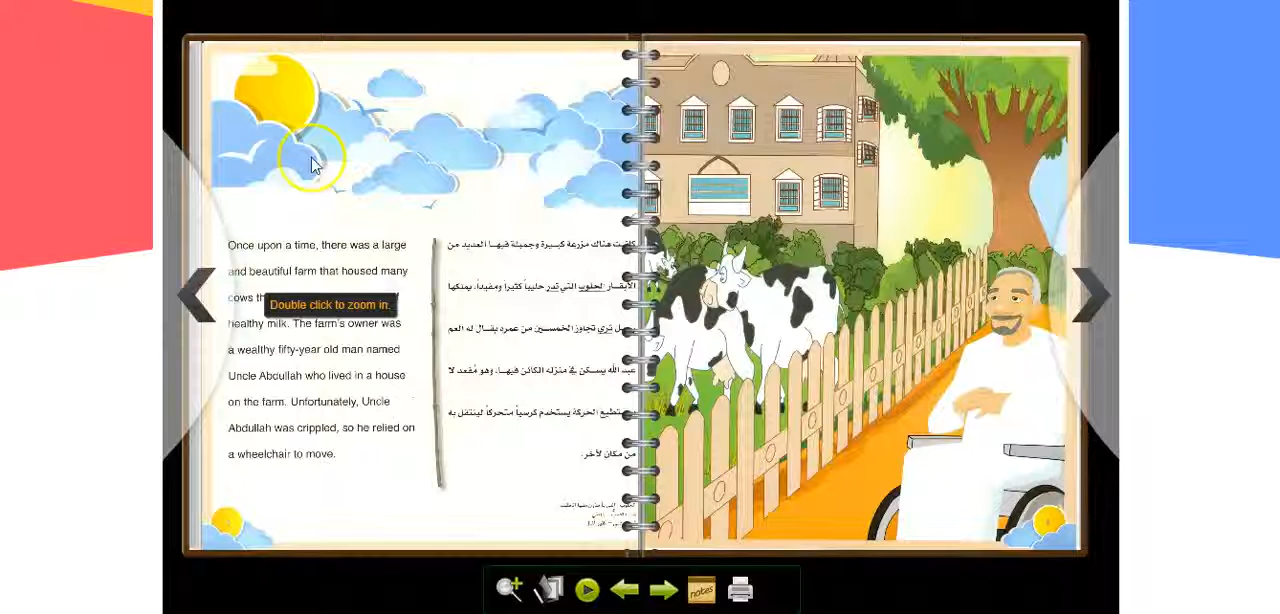 Once upon a time, there was a large
and beautiful farm that housed many
cows
Double click to zoom in.
healthy milk. The farm's owner was
a wealthy fifty-year old man named
Uncle Abdullah who lived in a house
on the farm. Unfortunately, Uncle
Abdullah was crippled, so he relied on
a wheelchair to move.
كانت هناك مزرعة كبيرة وجميلة فيها العديد من
الأبقار الحلوب التي تدر حليباً كثيرا ومفيداً، يملكها
ثري تجاوز الخمسين من عمره يقال له العم
عبد الله يسكن في منزله الكائن فيها، وهو مُقعد لا
يستطيع الحركة يستخدم كرسياً متحركاً ليتنقل به
من مكان لآخر.
notes